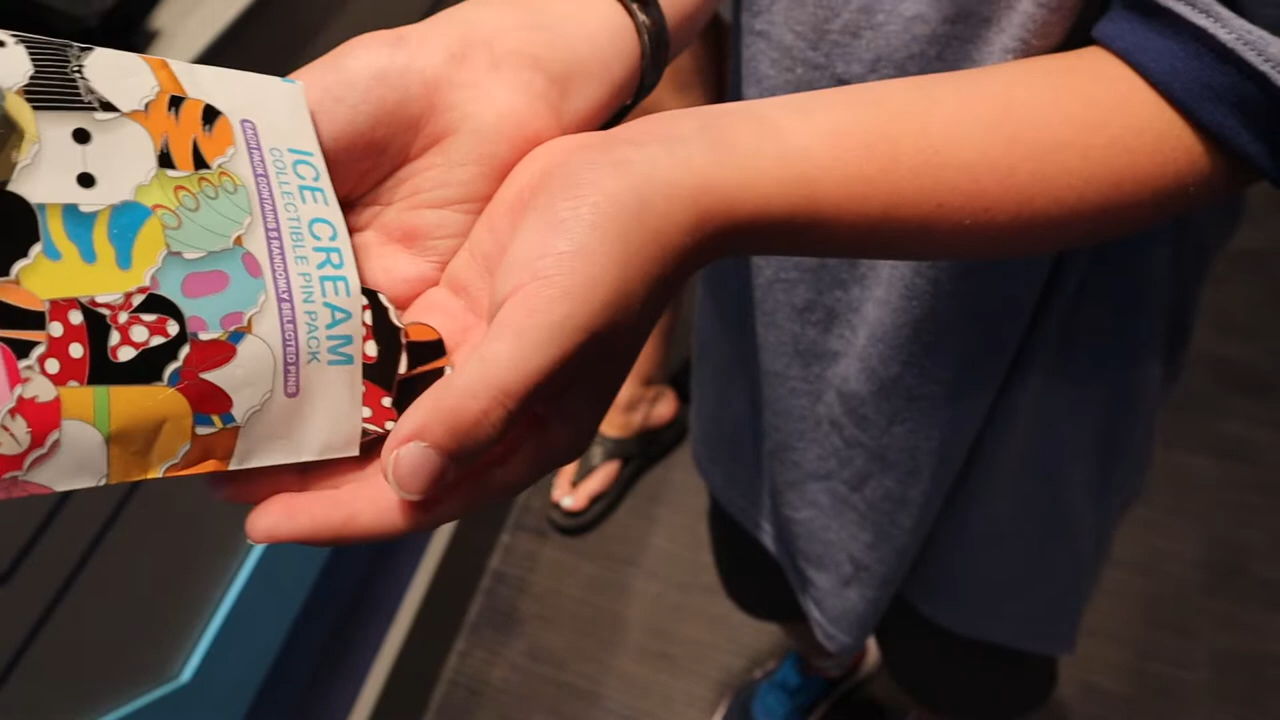 ICE CREAM
COLLECTIBLE PIN PACK
EACH PACK CONTAINS 5 RANDOMLY SELECTED PINS